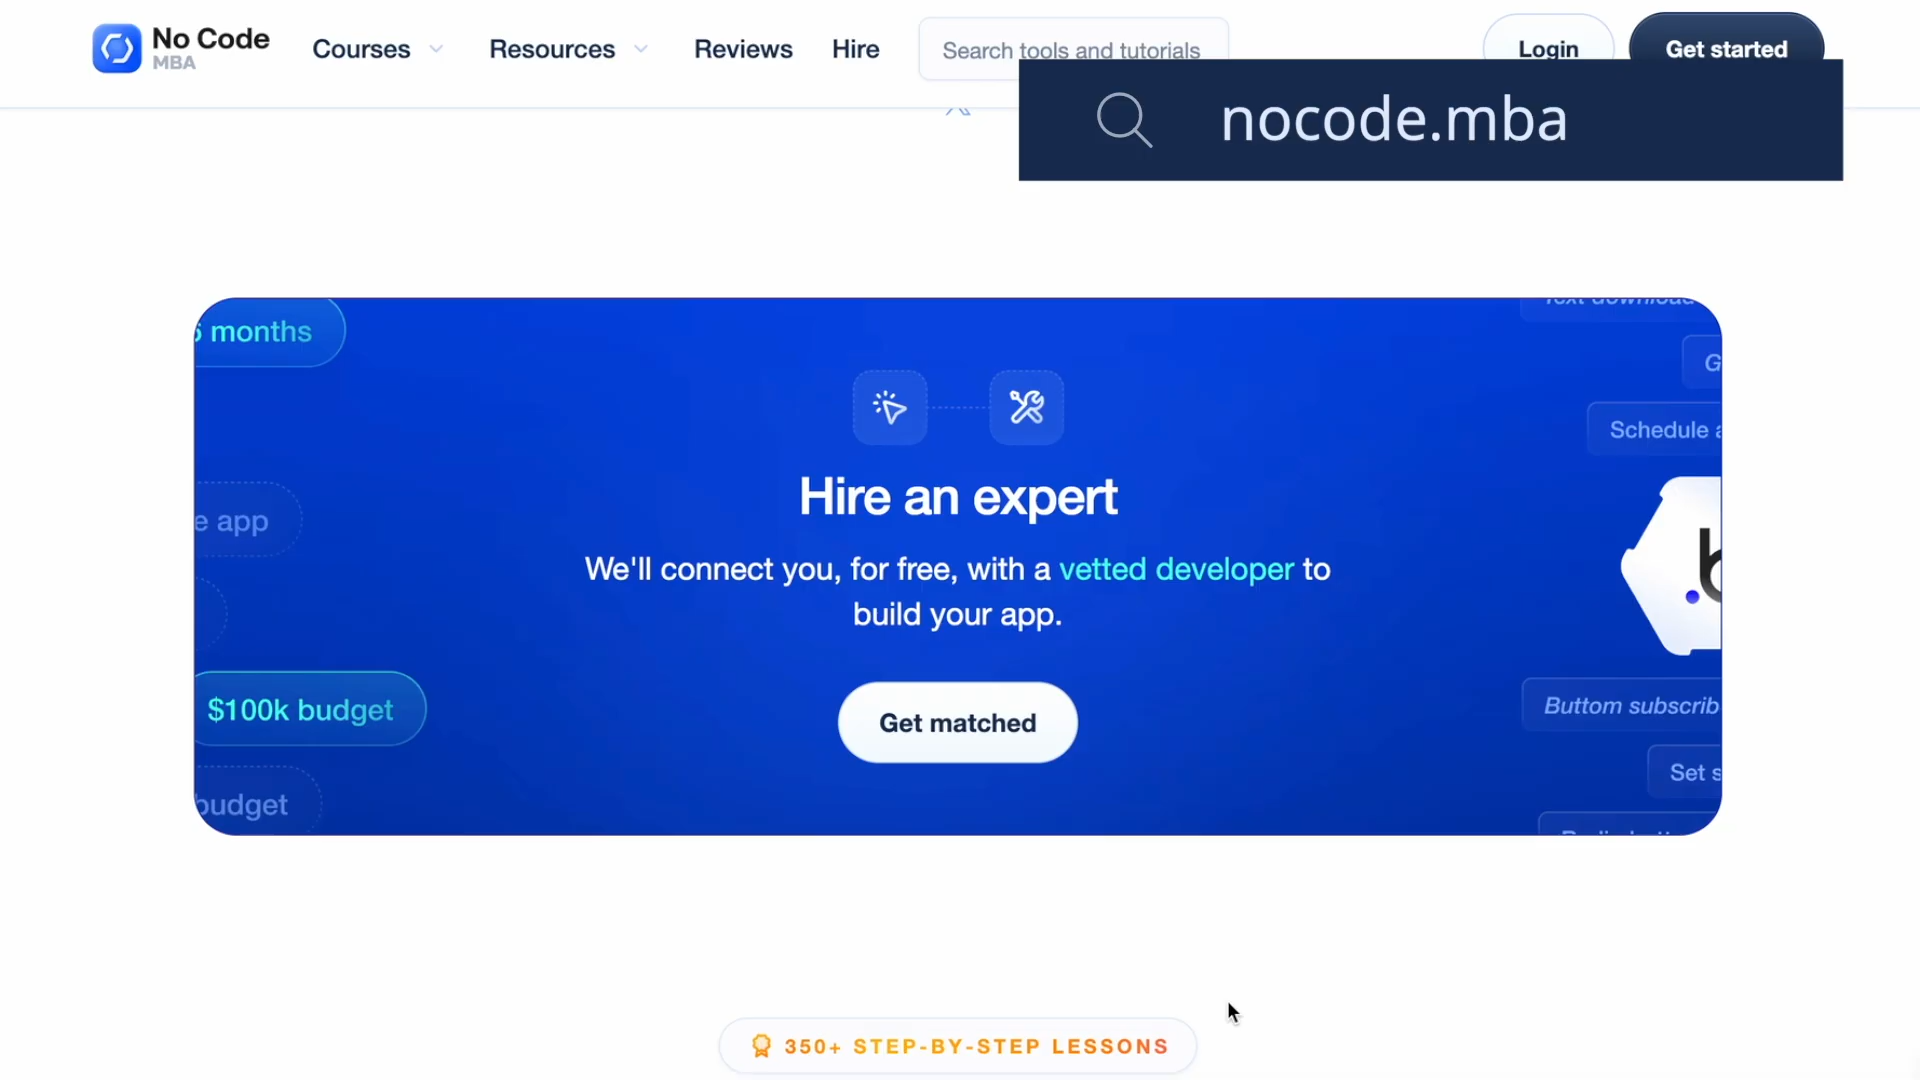 No Code
MBA
Courses
Resources
Reviews
Hire
Search tools and tutorials
Login
Get started
nocode.mba
months
e app
$100k budget
budget
Hire an expert
We'll connect you, for free, with a vetted developer to
build your app.
Get matched
Text download
G
Schedule a
b
Buttom subscrib
Set s
350+ STEP-BY-STEP LESSONS